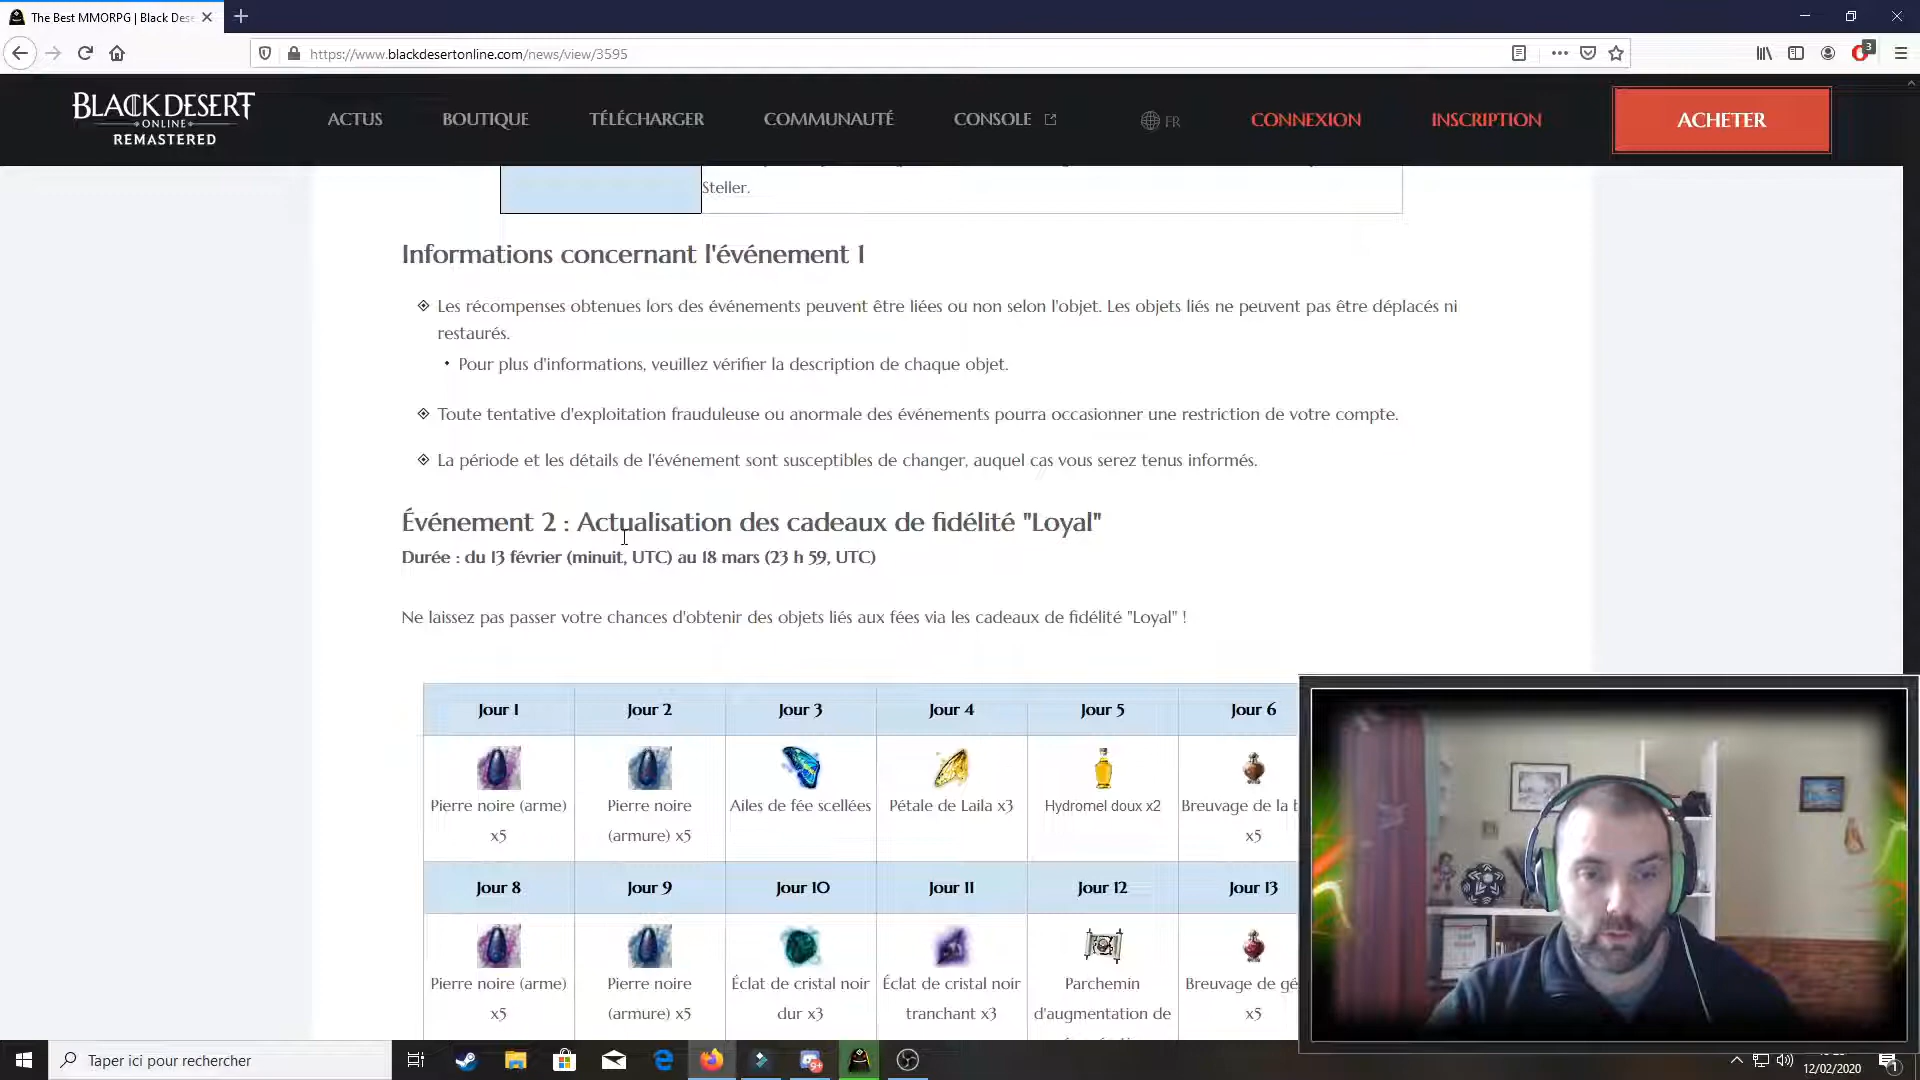 The Best MMORPG | Black Dese
https://www.blackdesertonline.com/news/view/3595
3
BLACK DESERT
ONLINE
REMASTERED
ACTUS
BOUTIQUE
TÉLÉCHARGER
COMMUNAUTÉ
CONSOLE
FR
CONNEXION
INSCRIPTION
ACHETER
Steller.
Informations concernant l'événement 1
Les récompenses obtenues lors des événements peuvent être liées ou non selon l'objet. Les objets liés ne peuvent pas être déplacés ni
restaurés.
Pour plus d'informations, veuillez vérifier la description de chaque objet.
Toute tentative d'exploitation frauduleuse ou anormale des événements pourra occasionner une restriction de votre compte.
La période et les détails de l'événement sont susceptibles de changer, auquel cas vous serez tenus informés.
Événement 2 : Actualisation des cadeaux de fidélité "Loyal"
Durée : du 13 février (minuit, UTC) au 18 mars (23 h 59, UTC)
Ne laissez pas passer votre chances d'obtenir des objets liés aux fées via les cadeaux de fidélité "Loyal" !
Jour 1 Jour 2 Jour 3 Jour 4 Jour 5 Jour 6
Pierre noire (arme) Pierre noire Ailes de fée scellées Pétale de Laila x3 Hydromel doux x2 Breuvage de la
x5 (armure) x5 x5
Jour 8 Jour 9 Jour 10 Jour 11 Jour 12 Jour 13
Pierre noire (arme) Pierre noire Éclat de cristal noir Éclat de cristal noir Parchemin Breuvage de
x5 (armure) x5 dur x3 tranchant x3 d'augmentation de x5
Taper ici pour rechercher
9+
12/02/2020
1